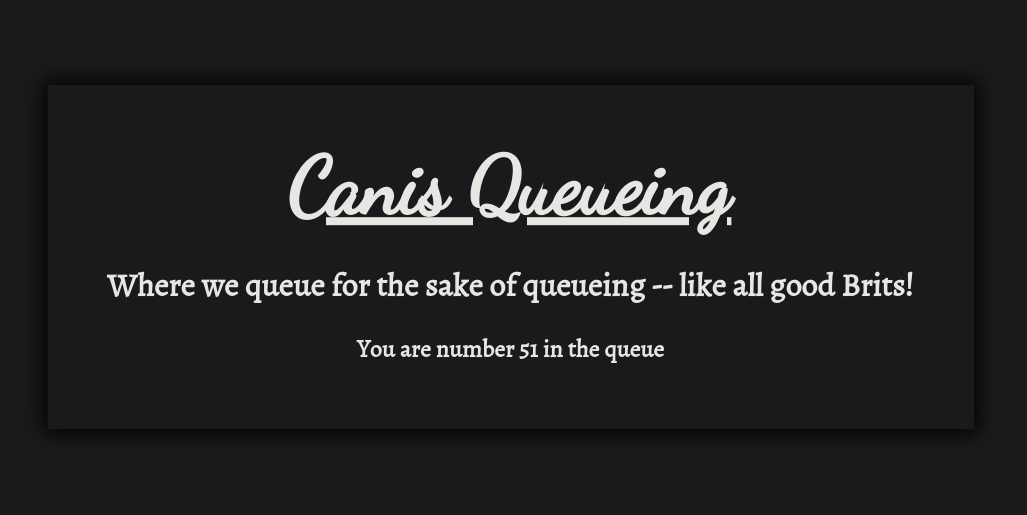 Canis Queueing
Where we queue for the sake of queueing -- like all good Brits!
You are number 51 in the queue